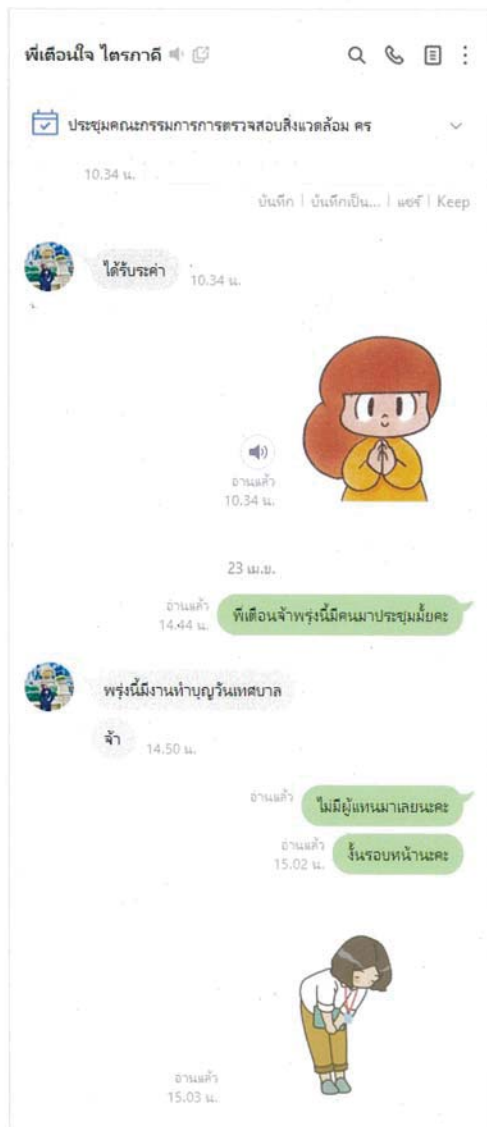 พี่เตือนใจ ไตรภาคี
ประชุมคณะกรรมการการตรวจสอบสิ่งแวดล้อม คร
10.34 น.
บันทึก | บันทึกเป็น... | แชร์ | Keep
ได้รับระค่า
10.34 น.
อ่านแล้ว
10.34 น.
23 เม.ย.
พี่เตือนจ้าพรุ่งนี้มีคนมาประชุมมั้ยคะ
อ่านแล้ว
14.44 น.
พรุ่งนี้มีงานทำบุญวันเทศบาล
จ้า
14.50 น.
อ่านแล้ว
ไม่มีผู้แทนมาเลยนะคะ
งั้นรอบหน้านะคะ
อ่านแล้ว
15.02 น.
อ่านแล้ว
15.03 น.